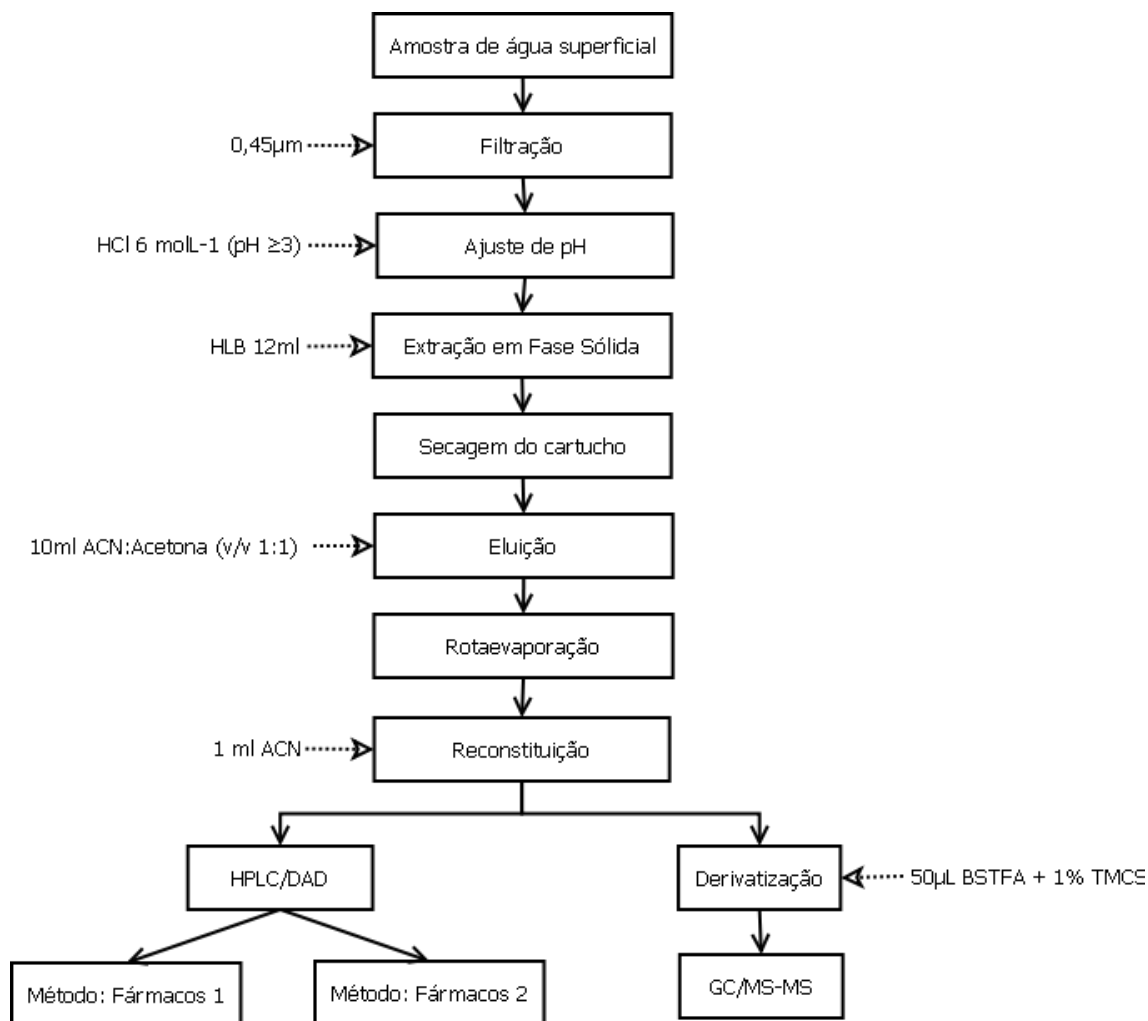 Amostra de água superficial
0,45µm
Filtração
HCl 6 molL-1 (pH ≥3)
Ajuste de pH
HLB 12ml
Extração em Fase Sólida
Secagem do cartucho
10ml ACN:Acetona (v/v 1:1)
Eluição
Rotaevaporação
1 ml ACN
Reconstituição
HPLC/DAD
Derivatização
50µL BSTFA + 1% TMCS
Método: Fármacos 1
Método: Fármacos 2
GC/MS-MS